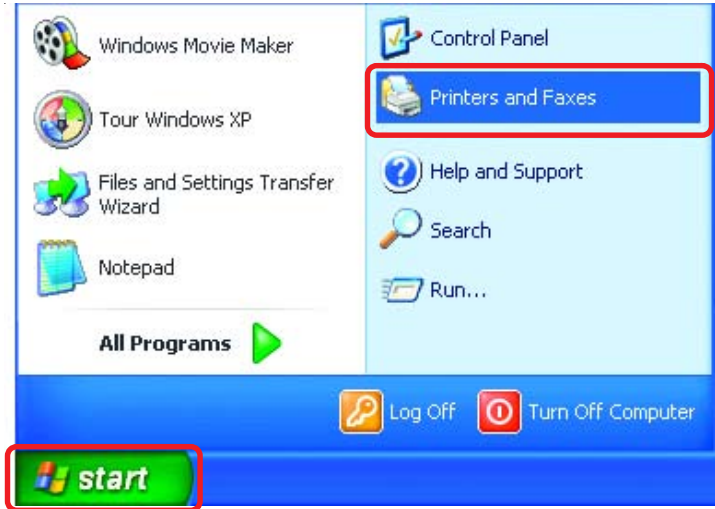 Windows Movie Maker
Tour Windows XP
Files and Settings Transfer
Wizard
Notepad
All Programs
Control Panel
Printers and Faxes
Help and Support
Search
Run...
Log Off
Turn Off Computer
start